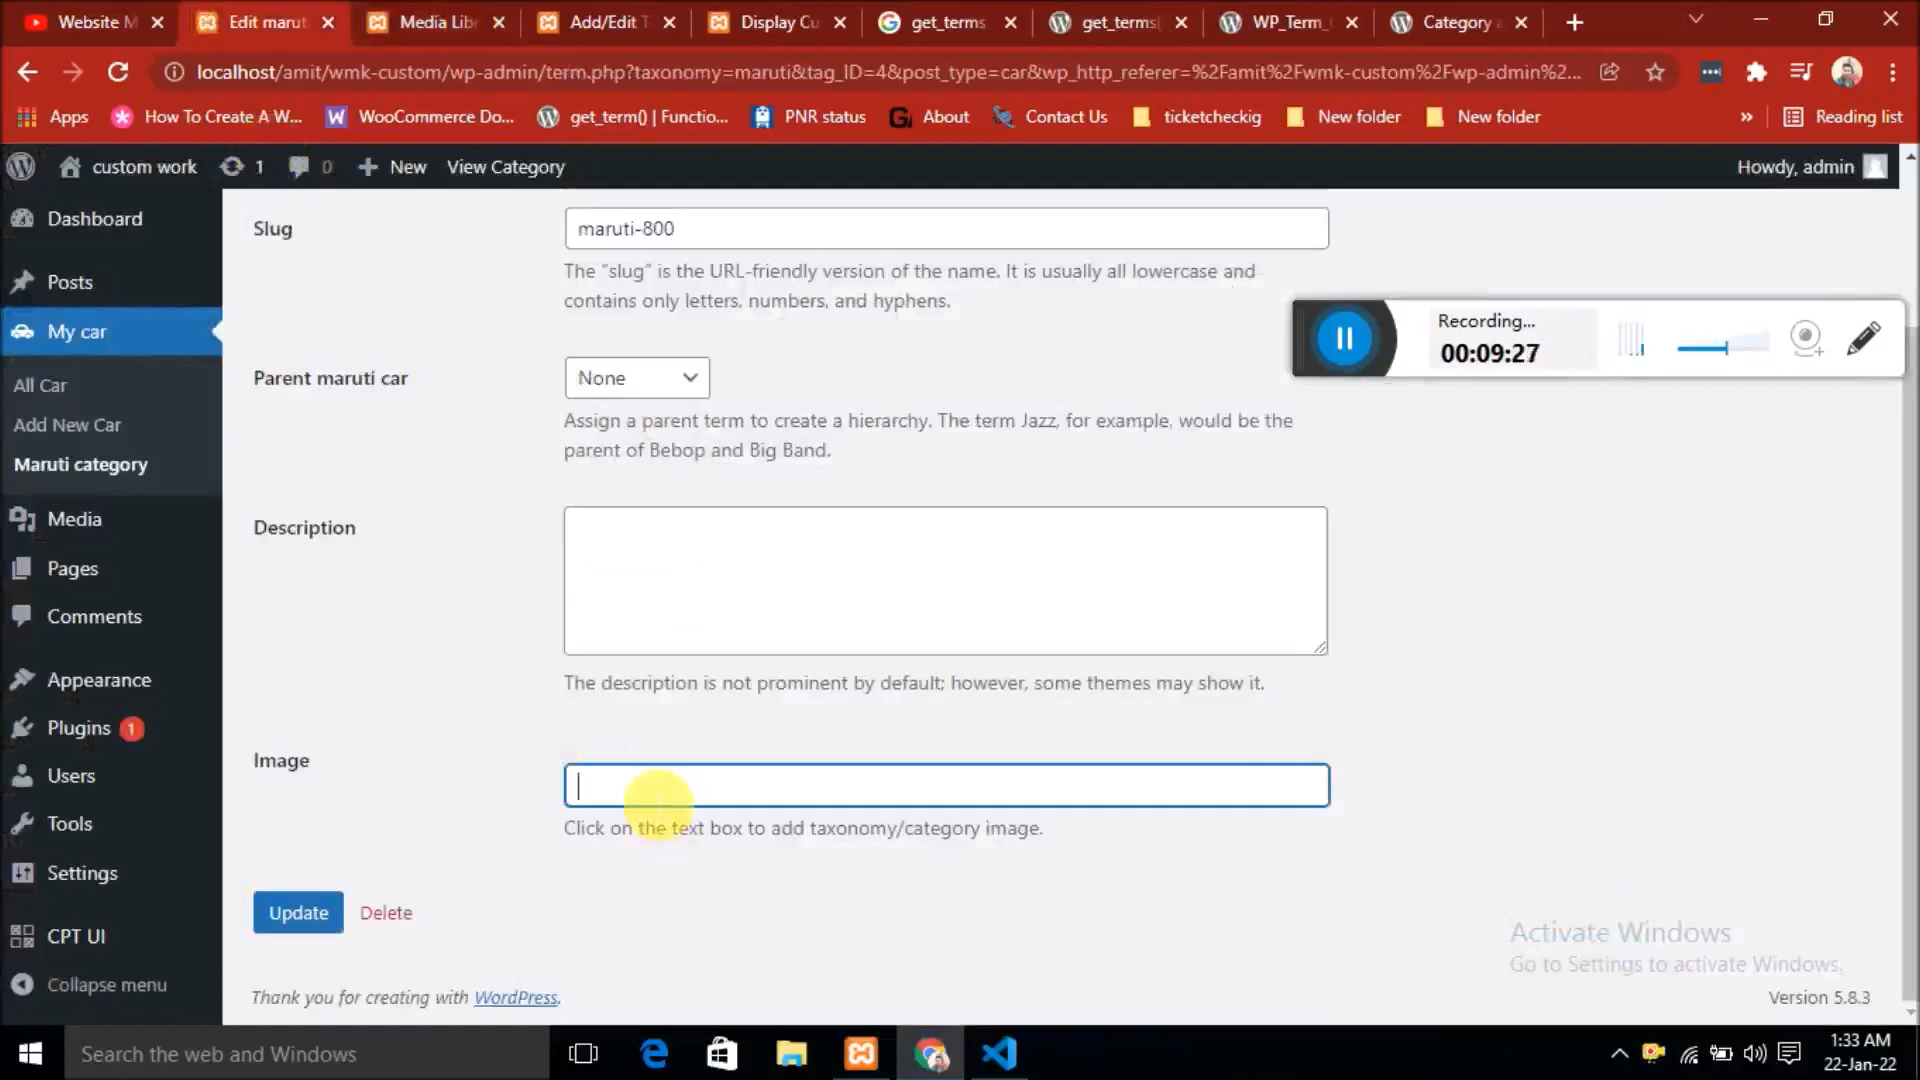 Website M
Edit marut
Media Lib
Add/Edit T
Display Cu
get_terms
get_terms(
WP_Term_
Category a
localhost/amit/wmk-custom/wp-admin/term.php?taxonomy=maruti&tag_ID=4&post_type=car&wp_http_referer=%2Famit%2Fwmk-custom%2Fwp-admin%2...
Apps
How To Create A W...
WooCommerce Do...
get_term() | Functio...
PNR status
About
Contact Us
ticketcheckig
New folder
New folder
»
Reading list
custom work
1
0
New
View Category
Howdy, admin
Dashboard
Posts
My car
All Car
Add New Car
Maruti category
Media
Pages
Comments
Appearance
Plugins 1
Users
Tools
Settings
CPT UI
Collapse menu
Slug
maruti-800
The “slug” is the URL-friendly version of the name. It is usually all lowercase and
contains only letters, numbers, and hyphens.
Recording...
00:09:27
Parent maruti car
None
Assign a parent term to create a hierarchy. The term Jazz, for example, would be the
parent of Bebop and Big Band.
Description
The description is not prominent by default; however, some themes may show it.
Image
Click on the text box to add taxonomy/category image.
Update
Delete
Activate Windows
Go to Settings to activate Windows.
Thank you for creating with WordPress.
Version 5.8.3
Search the web and Windows
1:33 AM
22-Jan-22